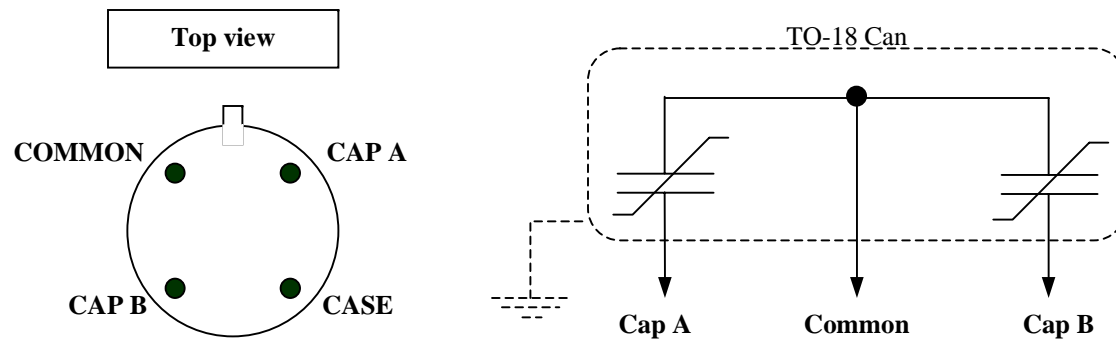 Top view
COMMON
CAP A
CAP B
CASE
TO-18 Can
Cap A
Common
Cap B